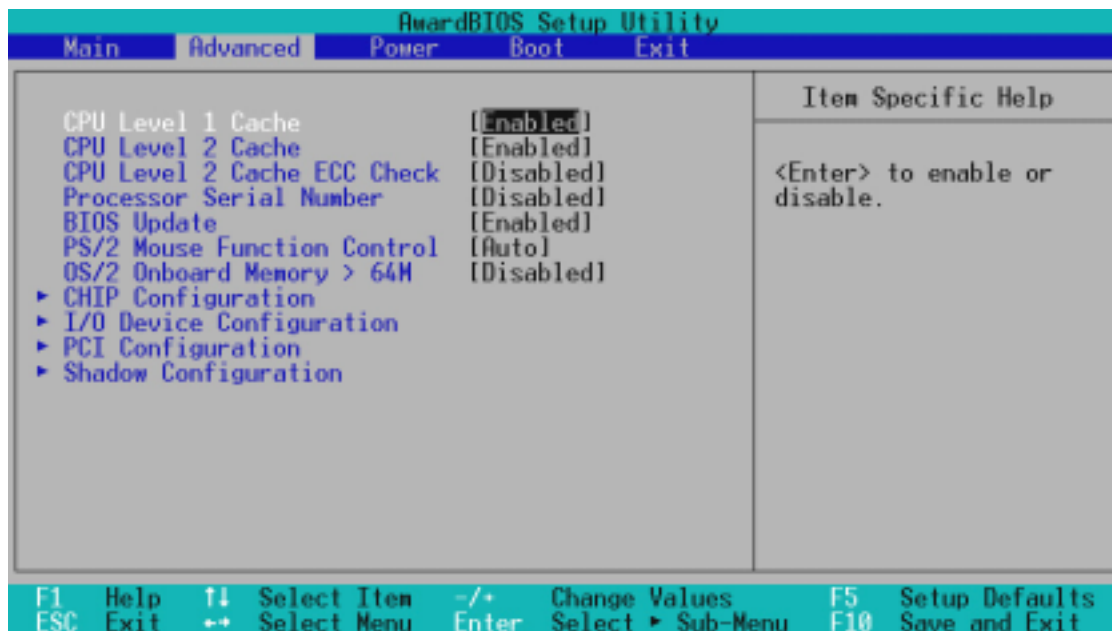 AwardBIOS Setup Utility
Main Advanced Power Boot Exit
Item Specific Help
CPU Level 1 Cache [Enabled]
CPU Level 2 Cache [Enabled]
CPU Level 2 Cache ECC Check [Disabled]
Processor Serial Number [Disabled]
BIOS Update [Enabled]
PS/2 Mouse Function Control [Auto]
OS/2 Onboard Memory > 64M [Disabled]
► CHIP Configuration
► I/O Device Configuration
► PCI Configuration
► Shadow Configuration
<Enter> to enable or
disable.
F1 Help ↑↓ Select Item -/+ Change Values F5 Setup Defaults
ESC Exit ←→ Select Menu Enter Select ► Sub-Menu F10 Save and Exit